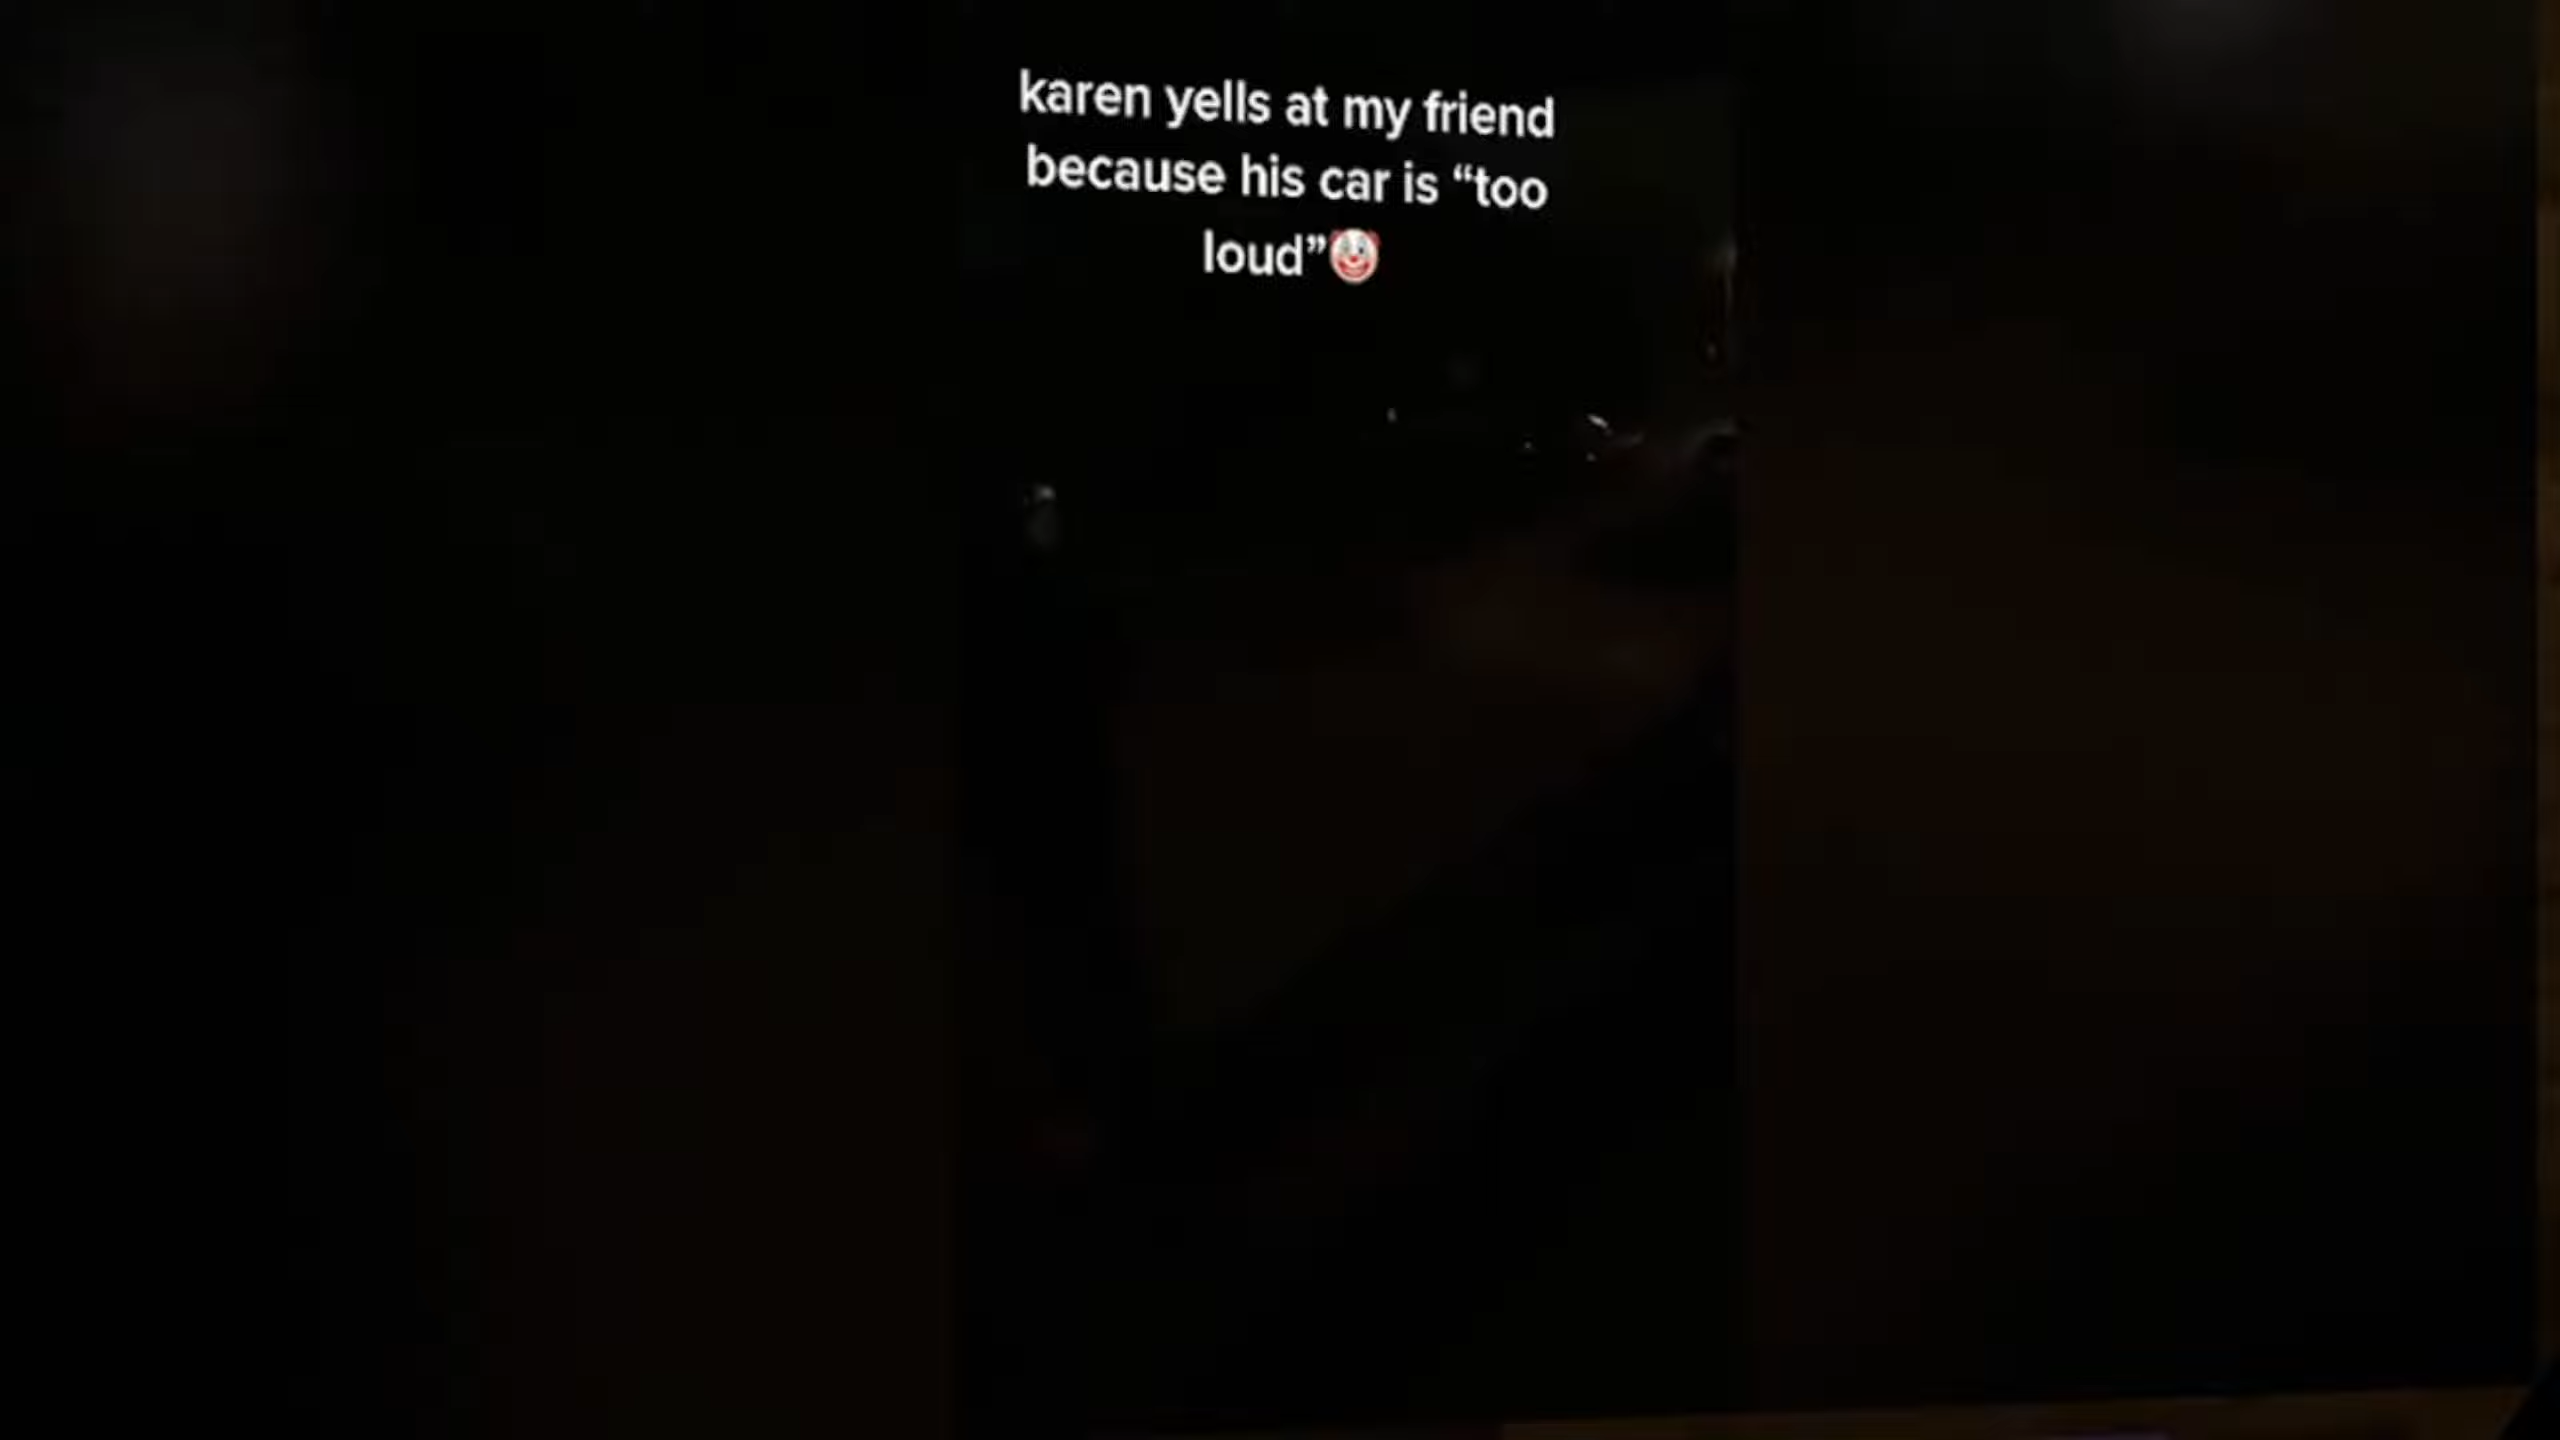 karen yells at my friend
because his car is “too
loud”🤡